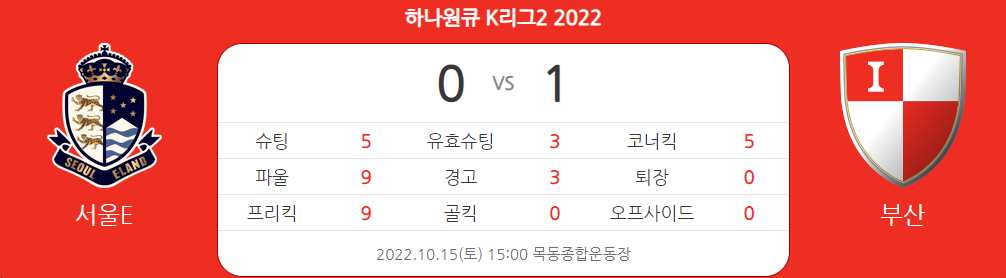 하나원큐 K리그2 2022
0 VS 1
슈팅 5 유효슈팅 3 코너킥 5
파울 9 경고 3 퇴장 0
프리킥 9 골킥 0 오프사이드 0
2022.10.15(토) 15:00 목동종합운동장
SEOUL ELAND
서울E
I
부산